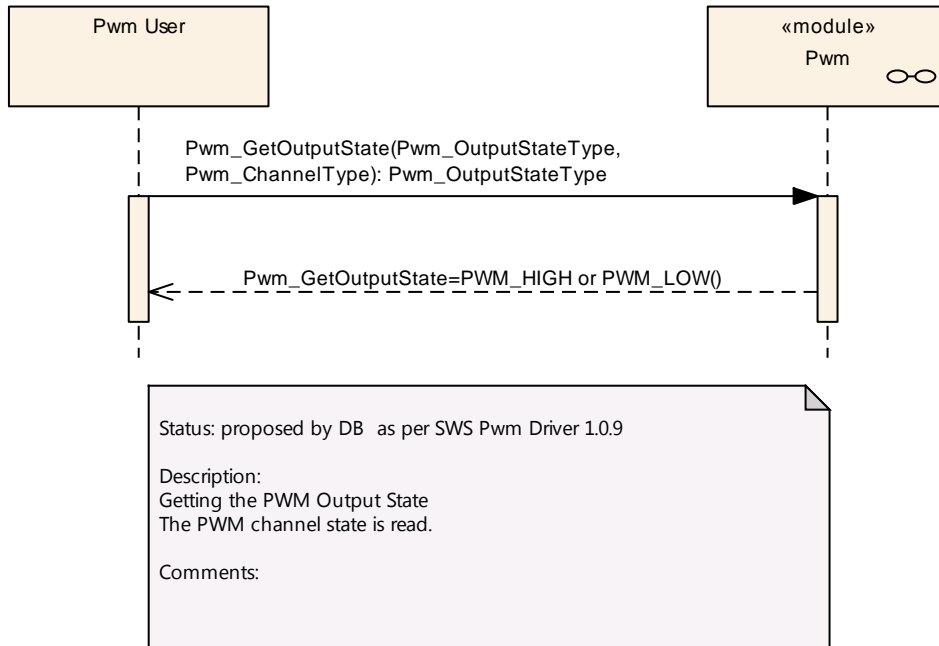 Pwm User
«module»
Pwm
Pwm_GetOutputState(Pwm_OutputStateType,
Pwm_ChannelType): Pwm_OutputStateType
Pwm_GetOutputState=PWM_HIGH or PWM_LOW()
Status: proposed by DB  as per SWS Pwm Driver 1.0.9
Description:
Getting the PWM Output State
The PWM channel state is read.
Comments: